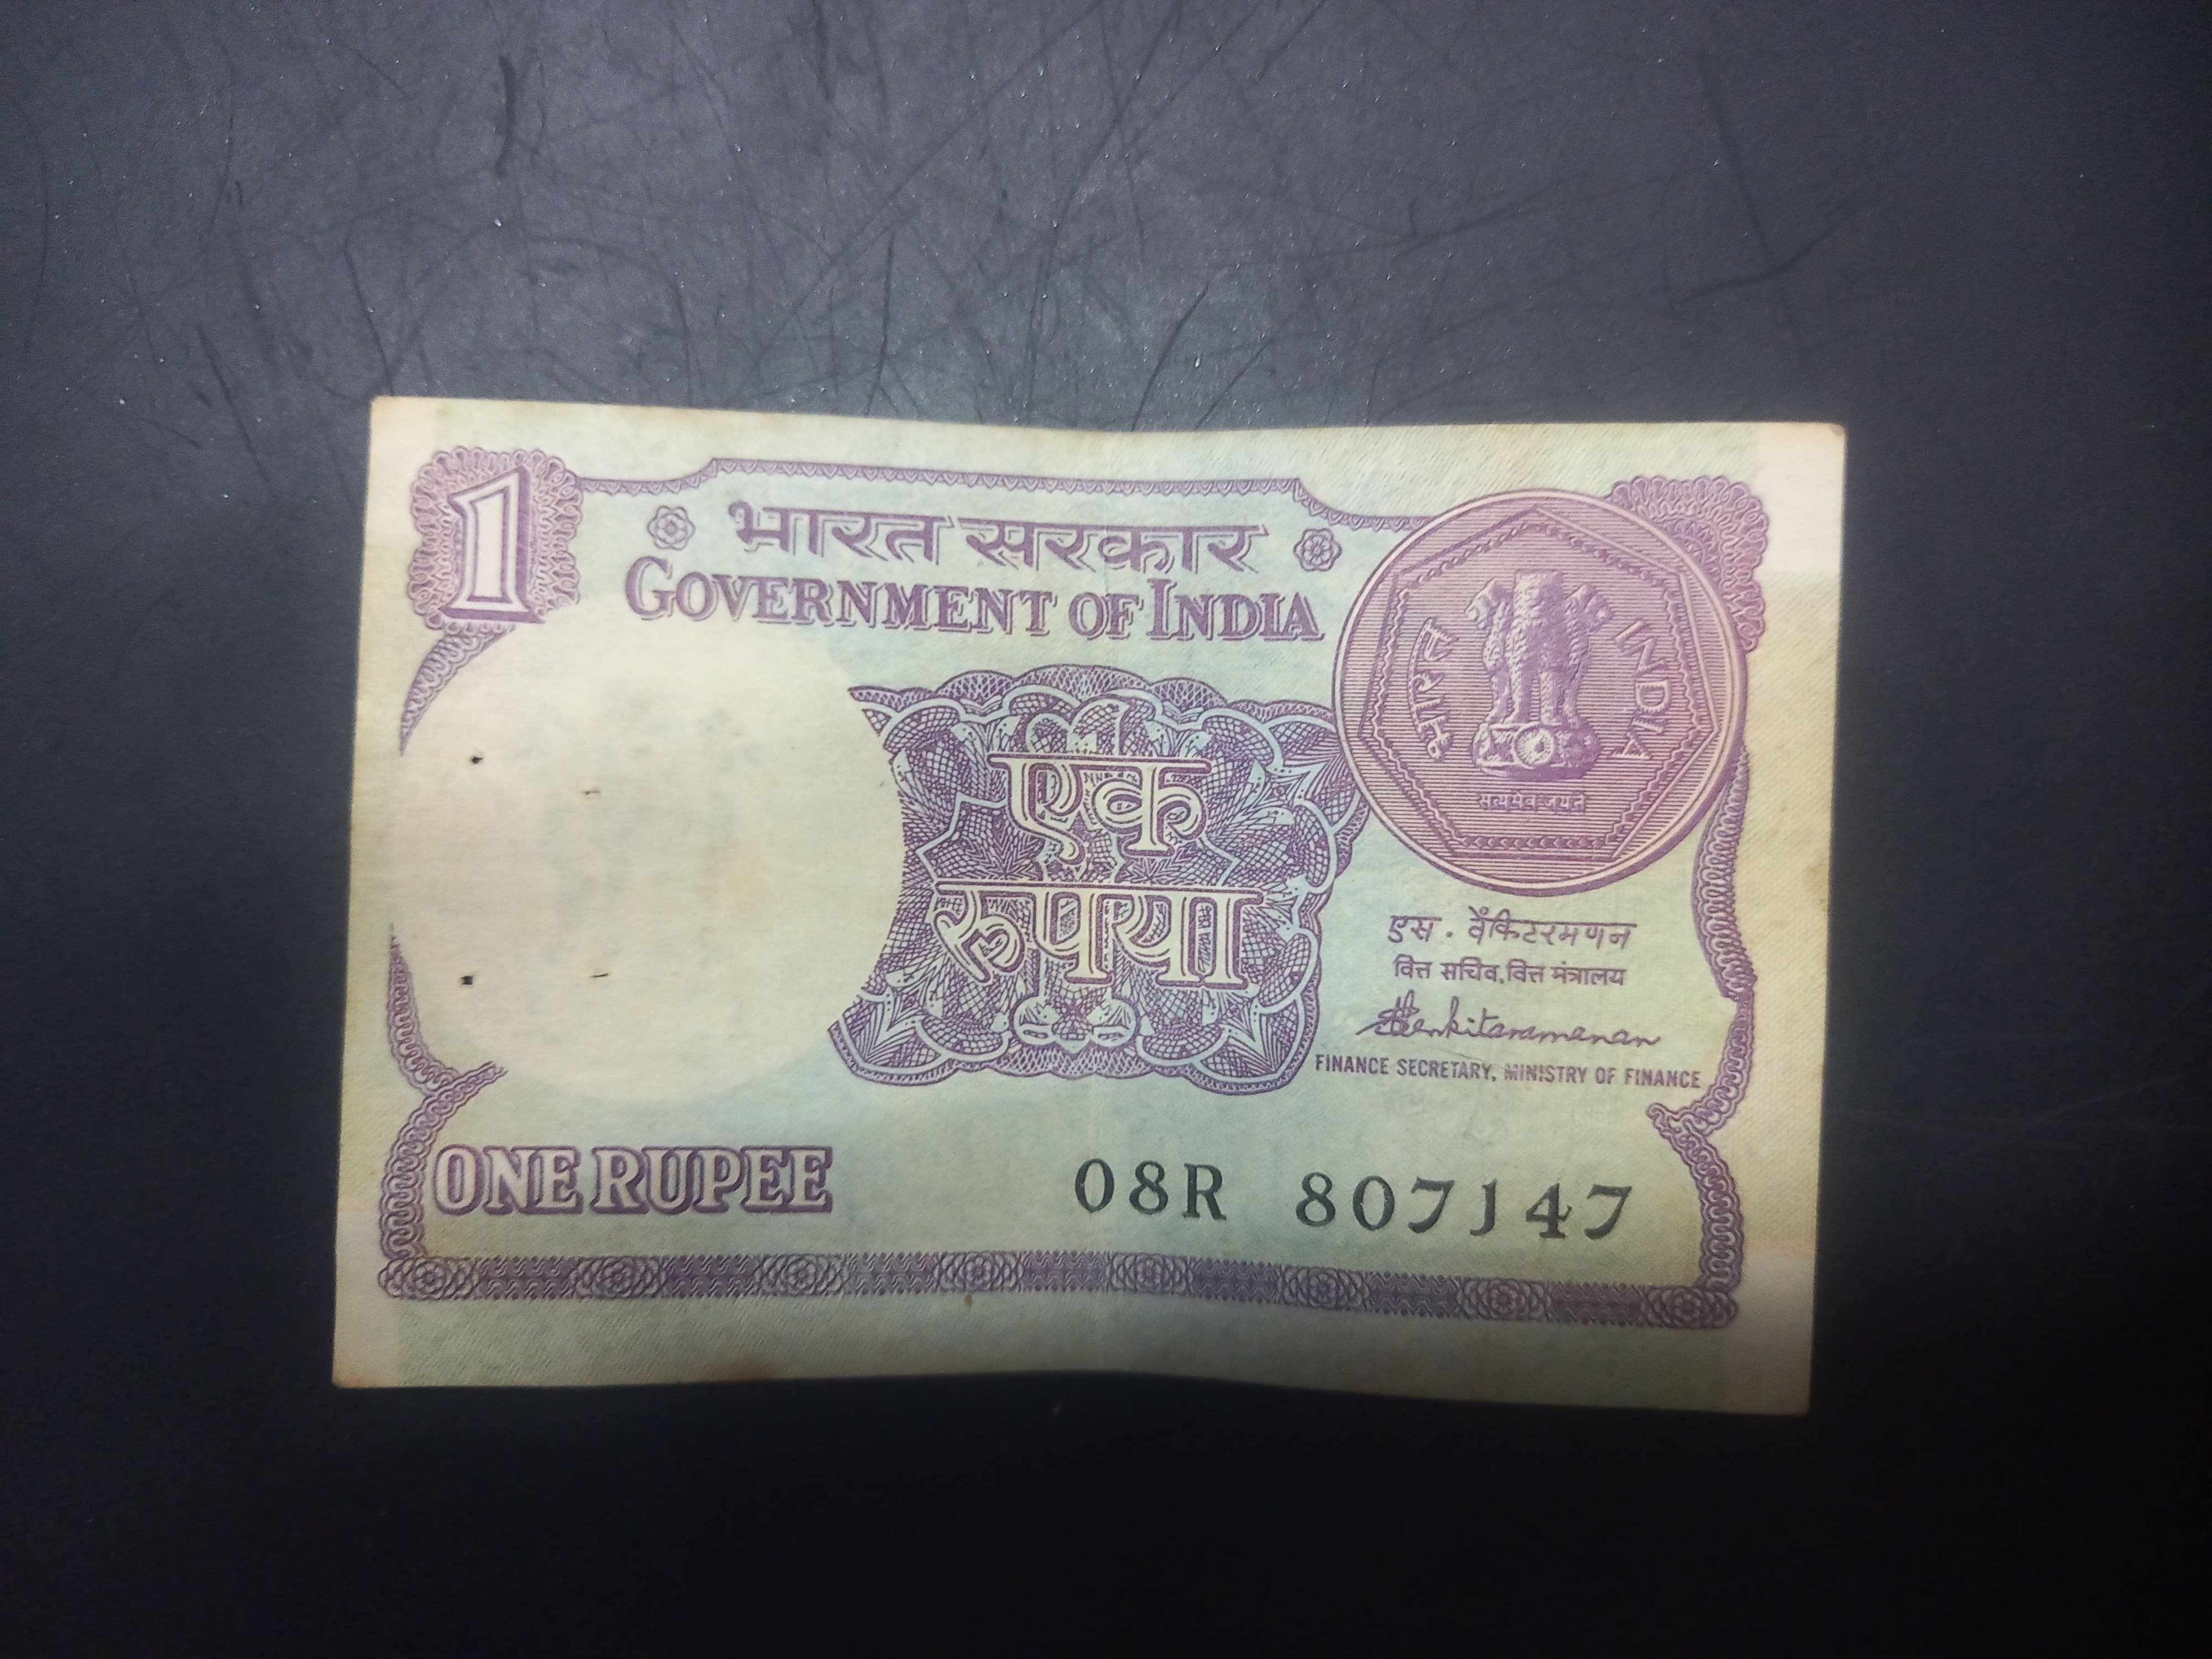 1
भारत सरकार
GOVERNMENT OF INDIA
भारत INDIA
सत्यमेव जयते
एक
रुपया
एस. वेंकिटरमणन
वित्त सचिव, वित्त मंत्रालय
SVenkitaramanan
FINANCE SECRETARY, MINISTRY OF FINANCE
ONE RUPEE
08R 807147